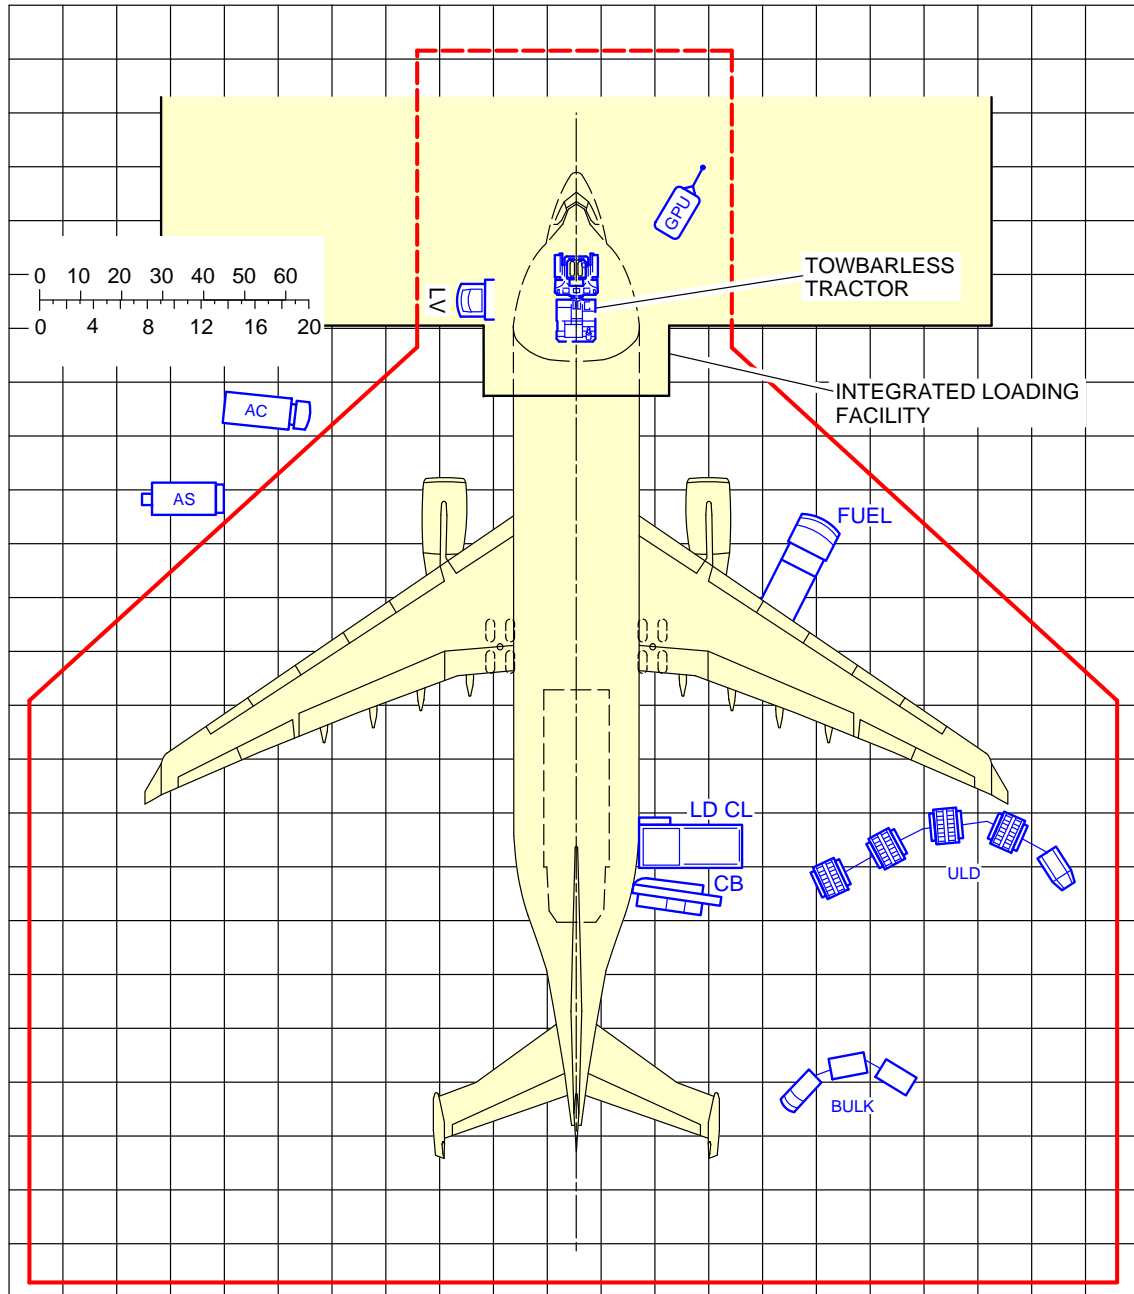 GPU
TOWBARLESS
TRACTOR
0 10 20 30 40 50 60
0 4 8 12 16 20
LV
INTEGRATED LOADING
FACILITY
AC
AS
FUEL
LD CL
CB
ULD
BULK